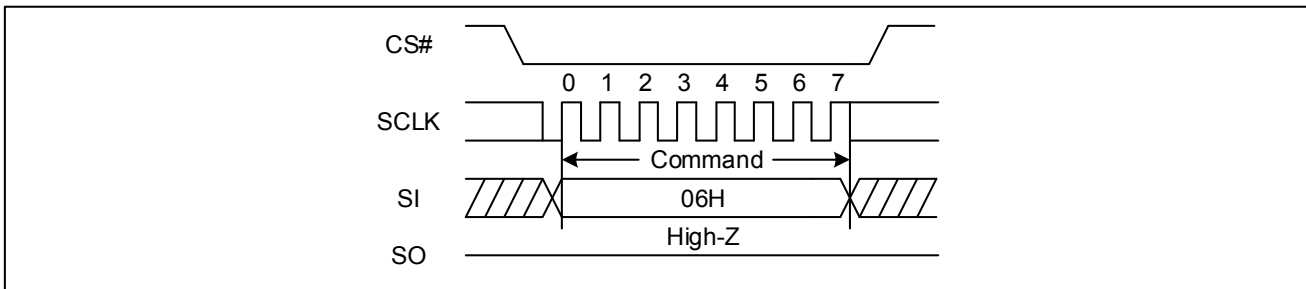 CS#
0 1 2 3 4 5 6 7
SCLK
Command
SI 06H
High-Z
SO